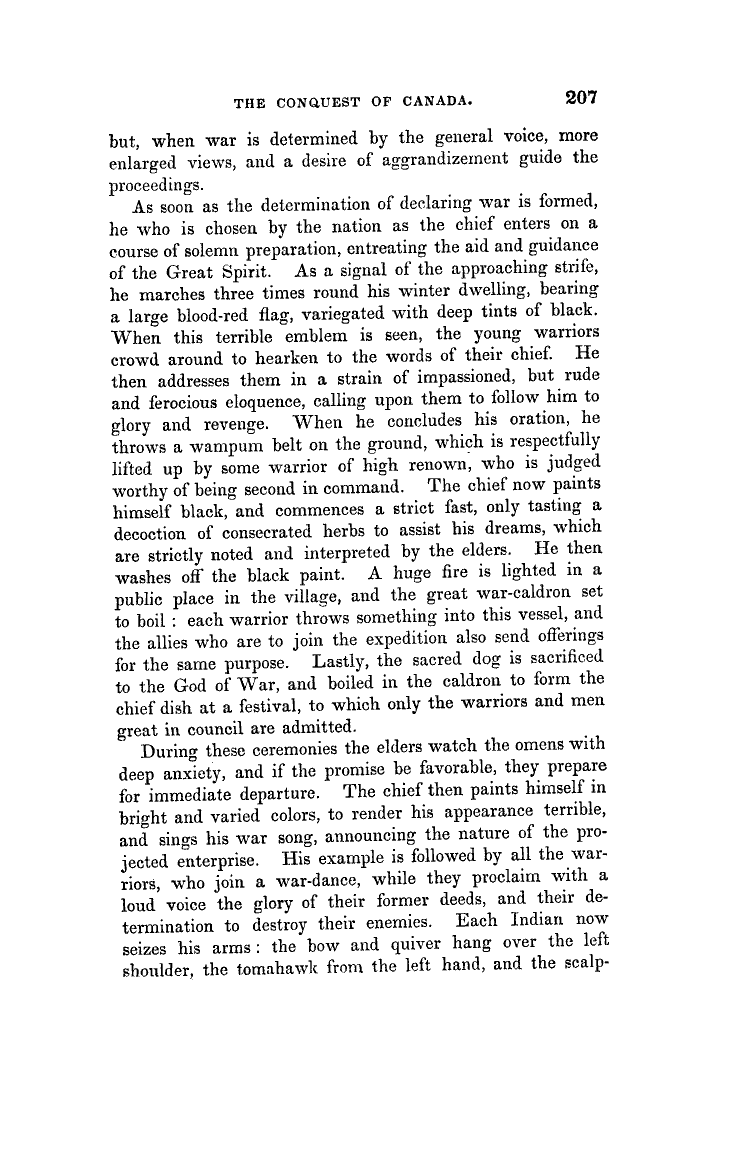 THE CONQUEST OF CANADA. 207
but, when war is determined by the general voice, more
enlarged views, and a desire of aggrandizement guide the
proceedings.
As soon as the determination of declaring war is formed,
he who is chosen by the nation as the chief enters on a
course of solemn preparation, entreating the aid and guidance
of the Great Spirit. As a signal of the approaching strife,
he marches three times round his winter dwelling, bearing
a large blood-red flag, variegated with deep tints of black.
When this terrible emblem is seen, the young warriors
crowd around to hearken to the words of their chief. He
then addresses them in a strain of impassioned, but rude
and ferocious eloquence, calling upon them to follow him to
glory and revenge. When he concludes his oration, he
throws a wampum belt on the ground, which is respectfully
lifted up by some warrior of high renown, who is judged
worthy of being second in command. The chief now paints
himself black, and commences a strict fast, only tasting a
decoction of consecrated herbs to assist his dreams, which
are strictly noted and interpreted by the elders. He then
washes off the black paint. A huge fire is lighted in a
public place in the village, and the great war-caldron set
to boil : each warrior throws something into this vessel, and
the allies who are to join the expedition also send offerings
for the same purpose. Lastly, the sacred dog is sacrificed
to the God of War, and boiled in the caldron to form the
chief dish at a festival, to which only the warriors and men
great in council are admitted.
During these ceremonies the elders watch the omens with
deep anxiety, and if the promise be favorable, they prepare
for immediate departure. The chief then paints himself in
bright and varied colors, to render his appearance terrible,
and sings his war song, announcing the nature of the pro-
jected enterprise. His example is followed by all the war-
riors, who join a war-dance, while they proclaim with a
loud voice the glory of their former deeds, and their de-
termination to destroy their enemies. Each Indian now
seizes his arms : the bow and quiver hang over the left
shoulder, the tomahawk from the left hand, and the scalp-